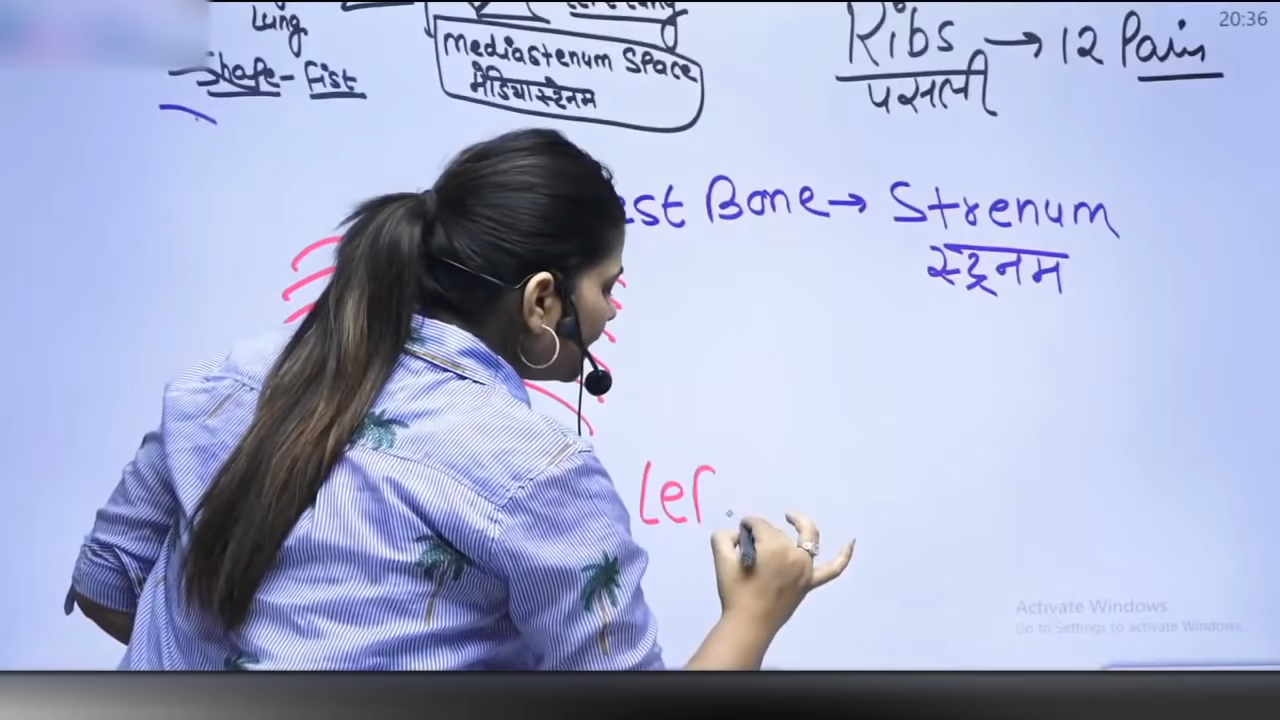 20:36
Lung
Shape- Fist
Mediastenum Space
मेडियास्टेनम
Ribs → 12 Pair
पसली
est Bone → Strenum
स्ट्रनम
Ler
Activate Windows
Go to Settings to activate Windows.